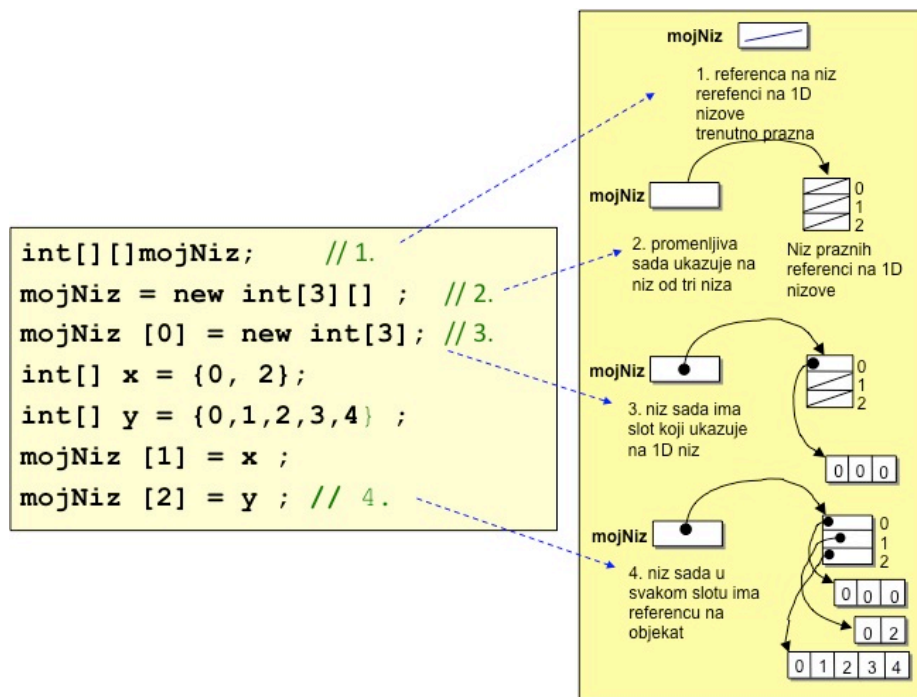 int[][]mojNiz; // 1.
mojNiz = new int[3][] ; // 2.
mojNiz [0] = new int[3]; // 3.
int[] x = {0, 2};
int[] y = {0,1,2,3,4} ;
mojNiz [1] = x ;
mojNiz [2] = y ; // 4.
mojNiz
1. referenca na niz
rerefenci na 1D
nizove
trenutno prazna
mojNiz
0
1
2
2. promenljiva
sada ukazuje na
niz od tri niza
Niz praznih
referenci na 1D
nizove
mojNiz
0
1
2
3. niz sada ima
slot koji ukazuje
na 1D niz
0 0 0
mojNiz
0
1
2
4. niz sada u
svakom slotu ima
referencu na
objekat
0 0 0
0 2
0 1 2 3 4